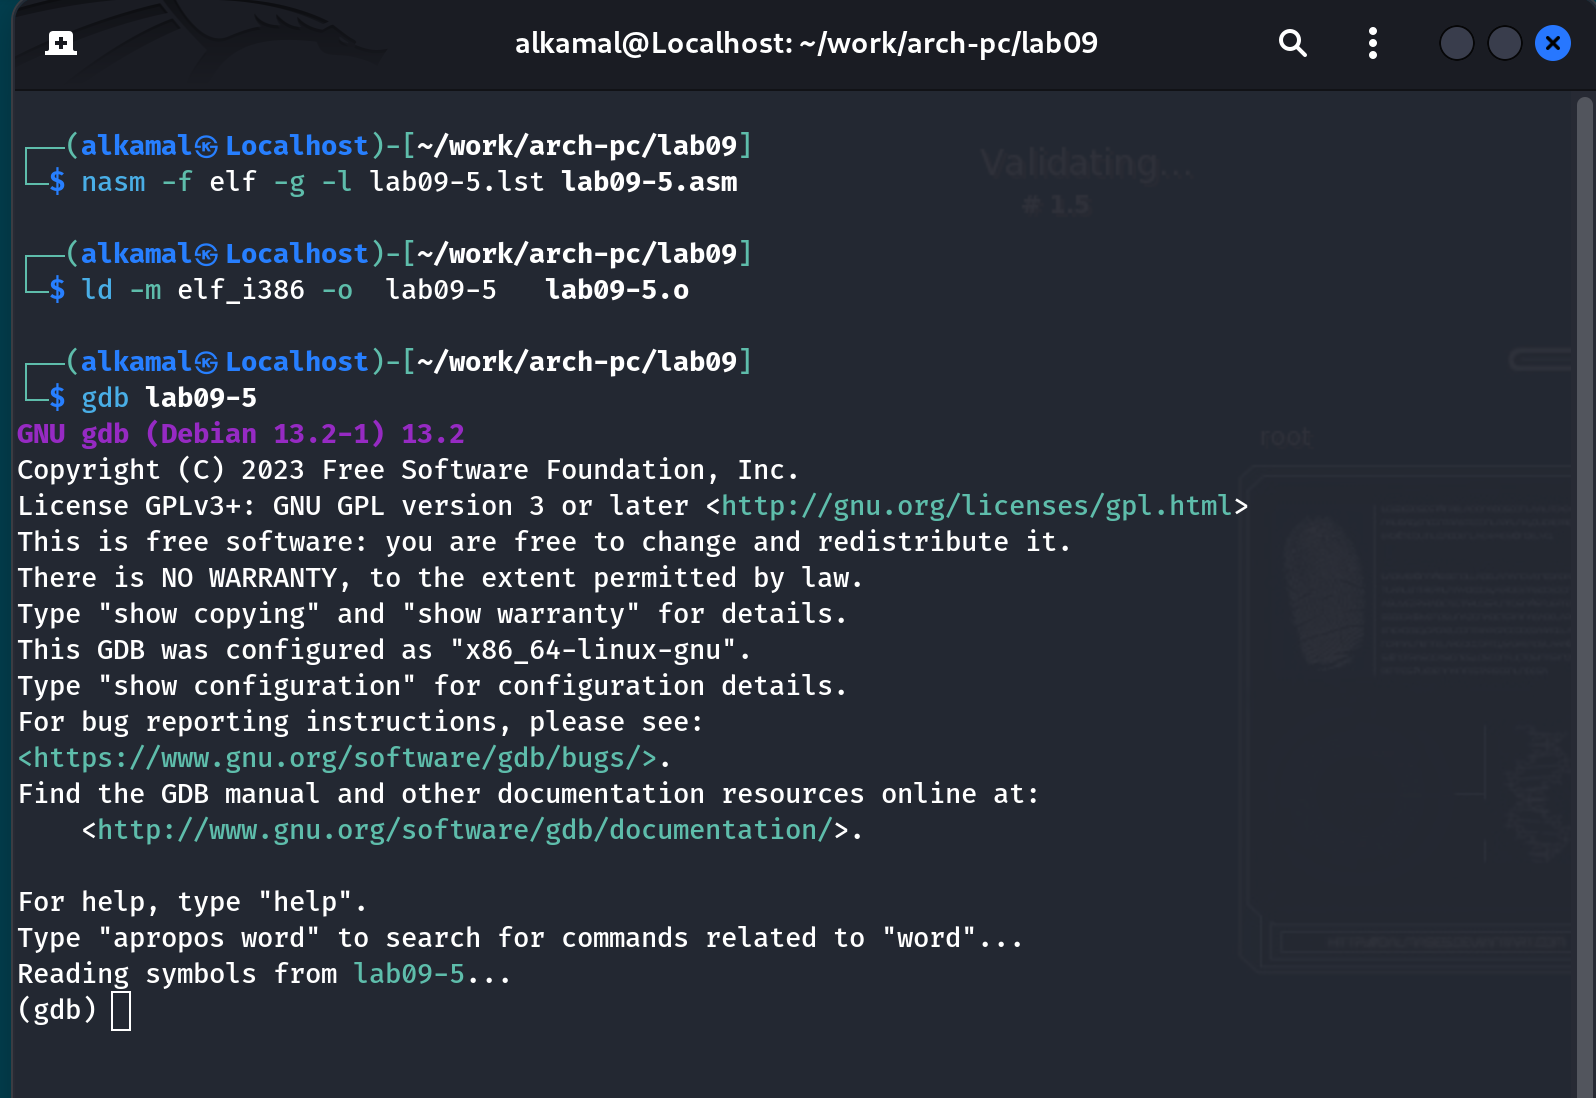 alkamal@Localhost: ~/work/arch-pc/lab09
Validating...
# 1.5
┌──(alkamal㉿Localhost)-[~/work/arch-pc/lab09]
└─$ nasm -f elf -g -l lab09-5.lst lab09-5.asm
┌──(alkamal㉿Localhost)-[~/work/arch-pc/lab09]
└─$ ld -m elf_i386 -o  lab09-5   lab09-5.o
┌──(alkamal㉿Localhost)-[~/work/arch-pc/lab09]
└─$ gdb lab09-5
GNU gdb (Debian 13.2-1) 13.2
root
Copyright (C) 2023 Free Software Foundation, Inc.
License GPLv3+: GNU GPL version 3 or later <http://gnu.org/licenses/gpl.html>
This is free software: you are free to change and redistribute it.
There is NO WARRANTY, to the extent permitted by law.
Type "show copying" and "show warranty" for details.
This GDB was configured as "x86_64-linux-gnu".
Type "show configuration" for configuration details.
For bug reporting instructions, please see:
<https://www.gnu.org/software/gdb/bugs/>.
Find the GDB manual and other documentation resources online at:
    <http://www.gnu.org/software/gdb/documentation/>.
For help, type "help".
Type "apropos word" to search for commands related to "word"...
Reading symbols from lab09-5...
(gdb)